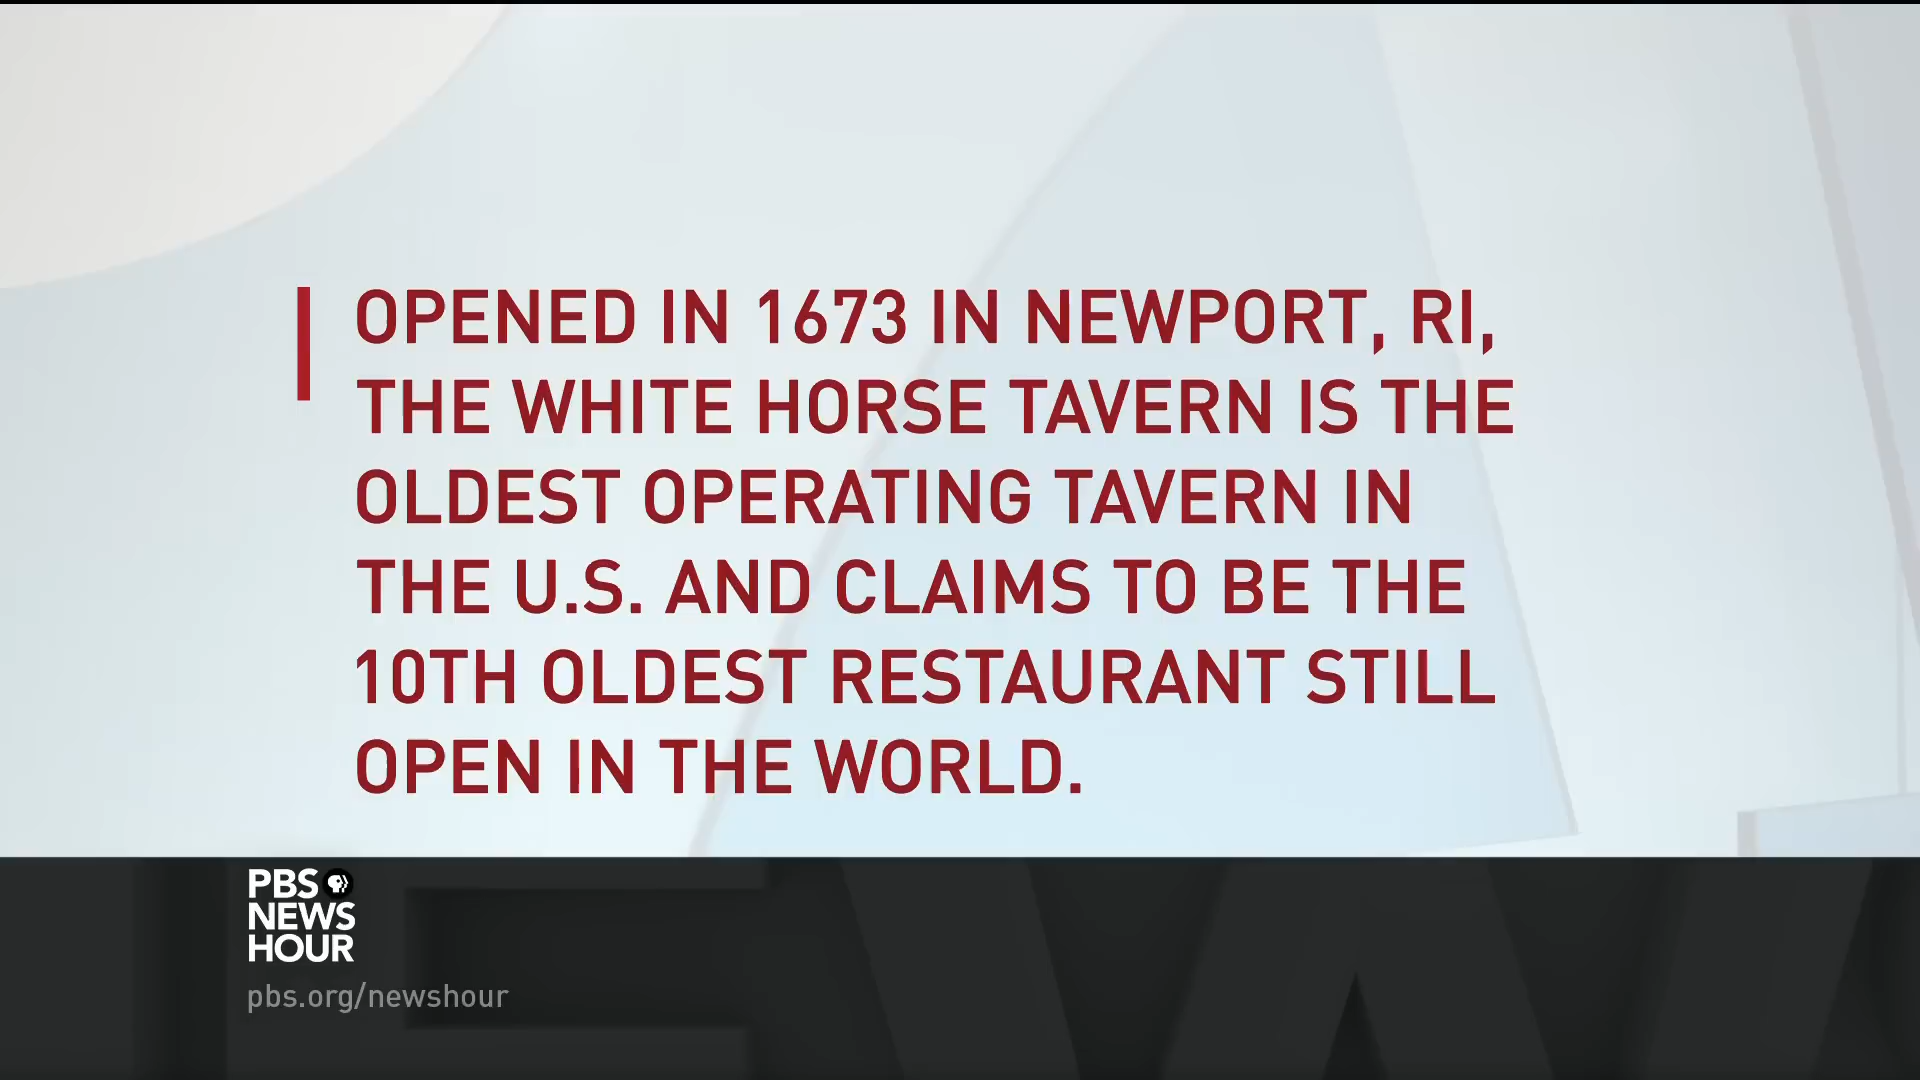 OPENED IN 1673 IN NEWPORT, RI,
THE WHITE HORSE TAVERN IS THE
OLDEST OPERATING TAVERN IN
THE U.S. AND CLAIMS TO BE THE
10TH OLDEST RESTAURANT STILL
OPEN IN THE WORLD.
PBS
NEWS
HOUR
pbs.org/newshour